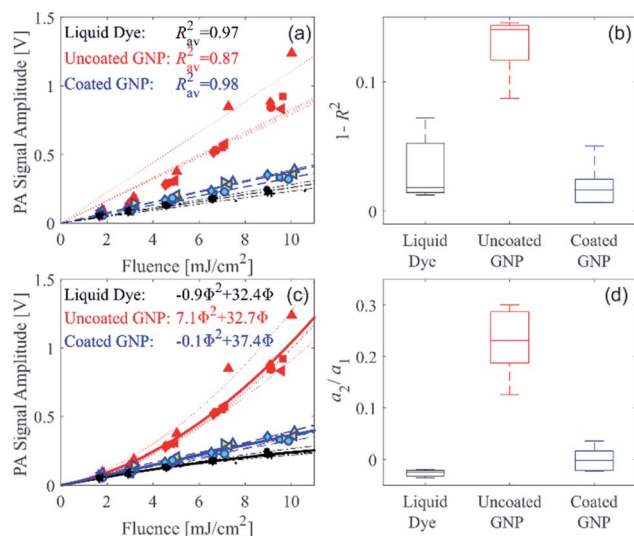 Liquid Dye: R²av=0.97 (a)
Uncoated GNP: R²av=0.87
Coated GNP: R²av=0.98
PA Signal Amplitude [V]
1
0.5
0
0 2 4 6 8 10
Fluence [mJ/cm²]
(b)
1- R²
0.1
0
Liquid Uncoated Coated
Dye GNP GNP
Liquid Dye: -0.9Φ²+32.4Φ (c)
Uncoated GNP: 7.1Φ²+32.7Φ
Coated GNP: -0.1Φ²+37.4Φ
PA Signal Amplitude [V]
1
0.5
0
0 2 4 6 8 10
Fluence [mJ/cm²]
(d)
a₂/a₁
0.3
0.2
0.1
0
Liquid Uncoated Coated
Dye GNP GNP